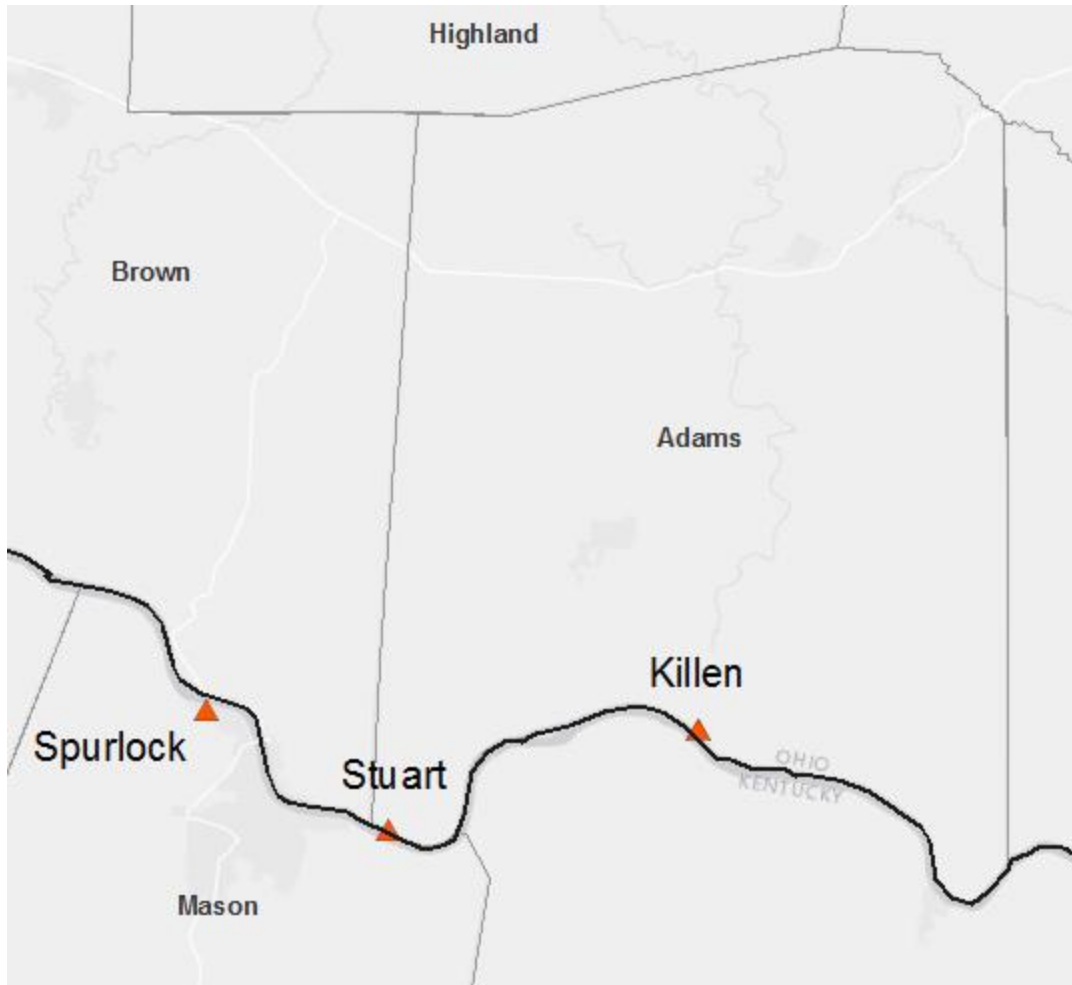 Highland
Brown
Adams
Killen
Spurlock
Stuart
OHIO
KENTUCKY
Mason